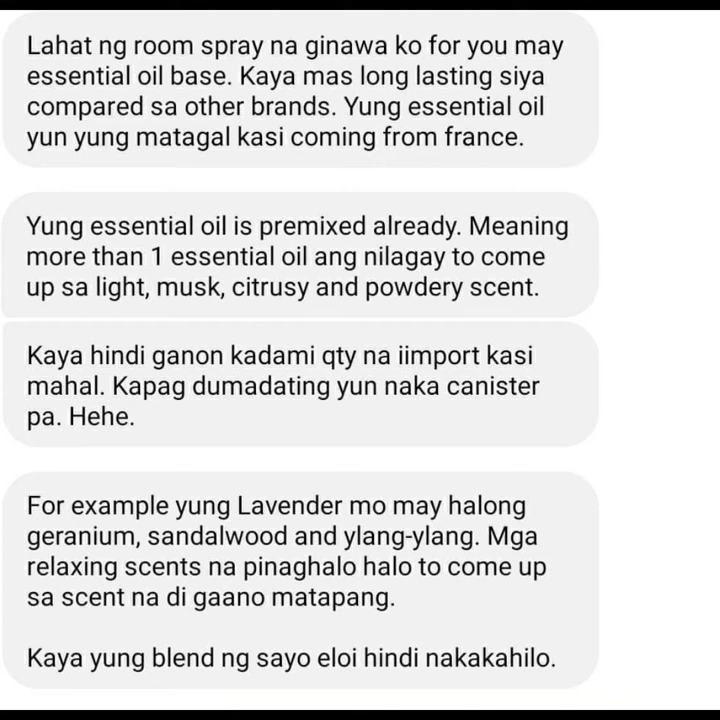 Lahat ng room spray na ginawa ko for you may
essential oil base. Kaya mas long lasting siya
compared sa other brands. Yung essential oil
yun yung matagal kasi coming from france.
Yung essential oil is premixed already. Meaning
more than 1 essential oil ang nilagay to come
up sa light, musk, citrusy and powdery scent.
Kaya hindi ganon kadami qty na iimport kasi
mahal. Kapag dumadating yun naka canister
pa. Hehe.
For example yung Lavender mo may halong
geranium, sandalwood and ylang-ylang. Mga
relaxing scents na pinaghalo halo to come up
sa scent na di gaano matapang.
Kaya yung blend ng sayo eloi hindi nakakahilo.